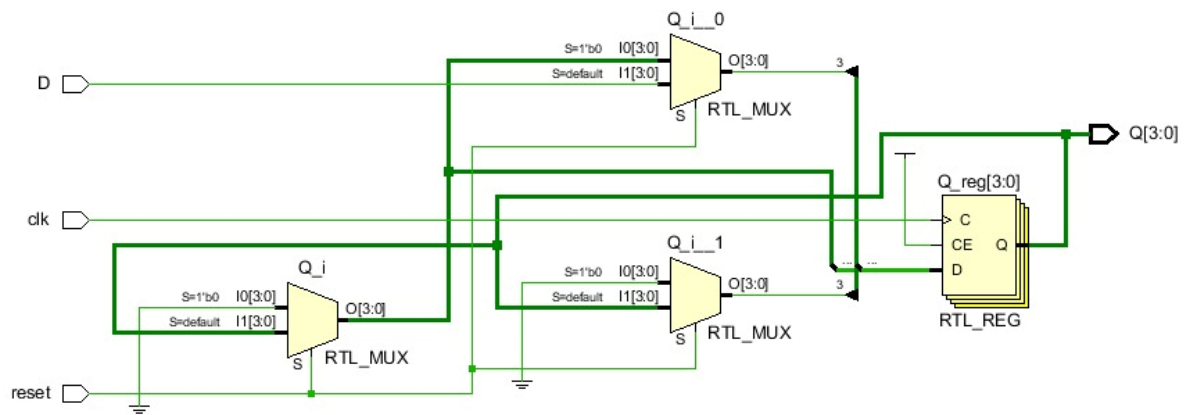 Q_i__0
S=1'b0 I0[3:0]
S=default I1[3:0]
O[3:0]
3
S
RTL_MUX
D
Q[3:0]
Q_reg[3:0]
clk
C
CE
Q
D
... ...
RTL_REG
Q_i__1
S=1'b0 I0[3:0]
S=default I1[3:0]
O[3:0]
3
S
RTL_MUX
Q_i
S=1'b0 I0[3:0]
S=default I1[3:0]
O[3:0]
S
RTL_MUX
reset